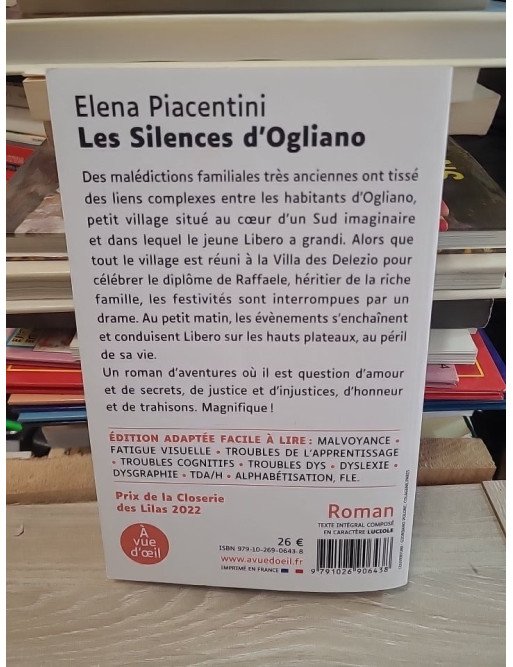 Elena Piacentini
Les Silences d'Ogliano
Des malédictions familiales très anciennes ont tissé
des liens complexes entre les habitants d'Ogliano,
petit village situé au cœur d'un Sud imaginaire
et dans lequel le jeune Libero a grandi. Alors que
tout le village est réuni à la Villa des Delezio pour
célébrer le diplôme de Raffaele, héritier de la riche
famille, les festivités sont interrompues par un
drame. Au petit matin, les évènements s'enchaînent
et conduisent Libero sur les hauts plateaux, au péril
de sa vie.
Un roman d'aventures où il est question d'amour
et de secrets, de justice et d'injustices, d'honneur
et de trahisons. Magnifique !
ÉDITION ADAPTÉE FACILE À LIRE : MALVOYANCE •
FATIGUE VISUELLE • TROUBLES DE L'APPRENTISSAGE
• TROUBLES COGNITIFS • TROUBLES DYS • DYSLEXIE •
DYSGRAPHIE • TDA/H • ALPHABÉTISATION, FLE.
Prix de la Closerie
des Lilas 2022
Roman
TEXTE INTÉGRAL COMPOSÉ
EN CARACTÈRE LUCIOLE
À
vue
d'œil
26 €
ISBN 979-10-269-0643-8
www.avuedoeil.fr
IMPRIMÉ EN FRANCE
9 791026 906438